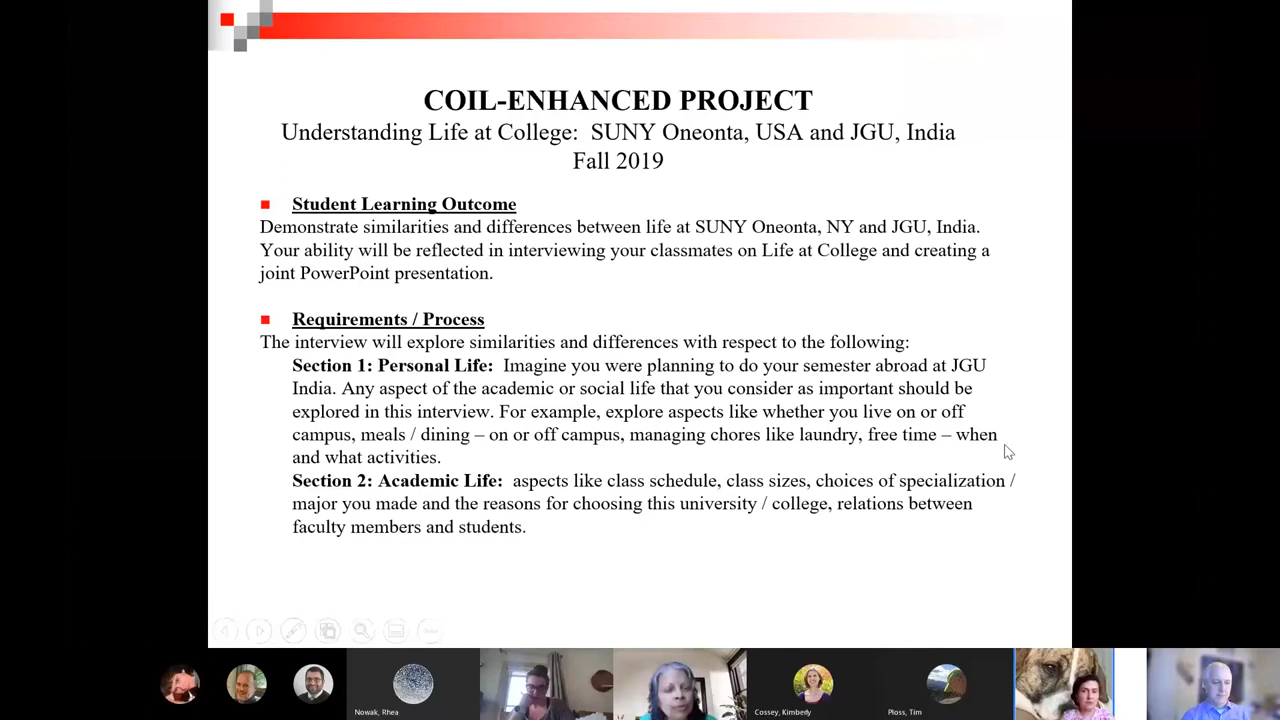 COIL-ENHANCED PROJECT
Understanding Life at College: SUNY Oneonta, USA and JGU, India
Fall 2019
Student Learning Outcome
Demonstrate similarities and differences between life at SUNY Oneonta, NY and JGU, India.
Your ability will be reflected in interviewing your classmates on Life at College and creating a
joint PowerPoint presentation.
Requirements / Process
The interview will explore similarities and differences with respect to the following:
Section 1: Personal Life: Imagine you were planning to do your semester abroad at JGU
India. Any aspect of the academic or social life that you consider as important should be
explored in this interview. For example, explore aspects like whether you live on or off
campus, meals / dining – on or off campus, managing chores like laundry, free time – when
and what activities.
Section 2: Academic Life: aspects like class schedule, class sizes, choices of specialization /
major you made and the reasons for choosing this university / college, relations between
faculty members and students.
Nowak, Rhea
Cossey, Kimberly
Ploss, Tim